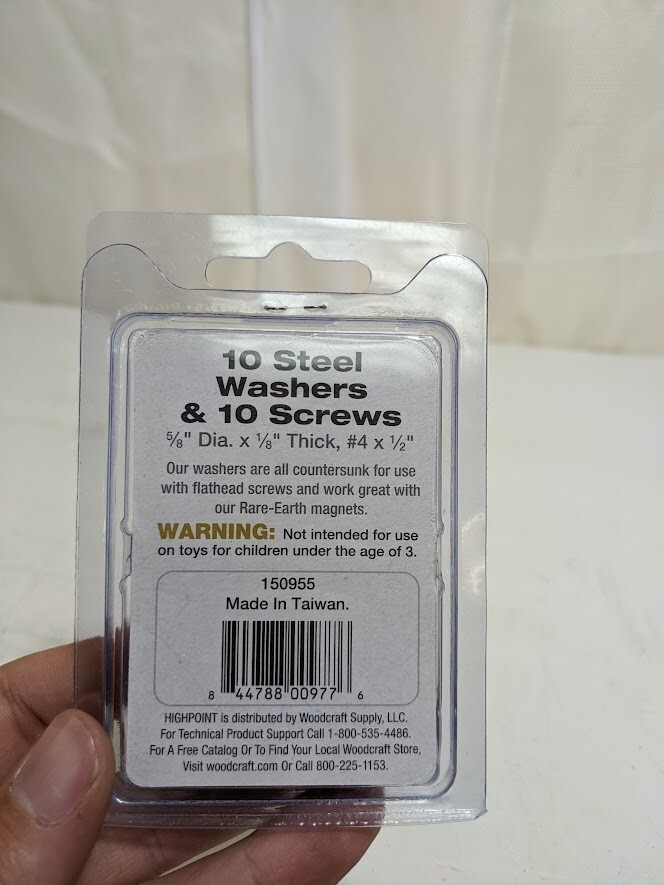 10 Steel
Washers
& 10 Screws
⅝" Dia. x ⅛" Thick, #4 x ½"
Our washers are all countersunk for use
with flathead screws and work great with
our Rare-Earth magnets.
WARNING: Not intended for use
on toys for children under the age of 3.
150955
Made In Taiwan.
8 44788 00977 6
HIGHPOINT is distributed by Woodcraft Supply, LLC.
For Technical Product Support Call 1-800-535-4486.
For A Free Catalog Or To Find Your Local Woodcraft Store,
Visit woodcraft.com Or Call 800-225-1153.